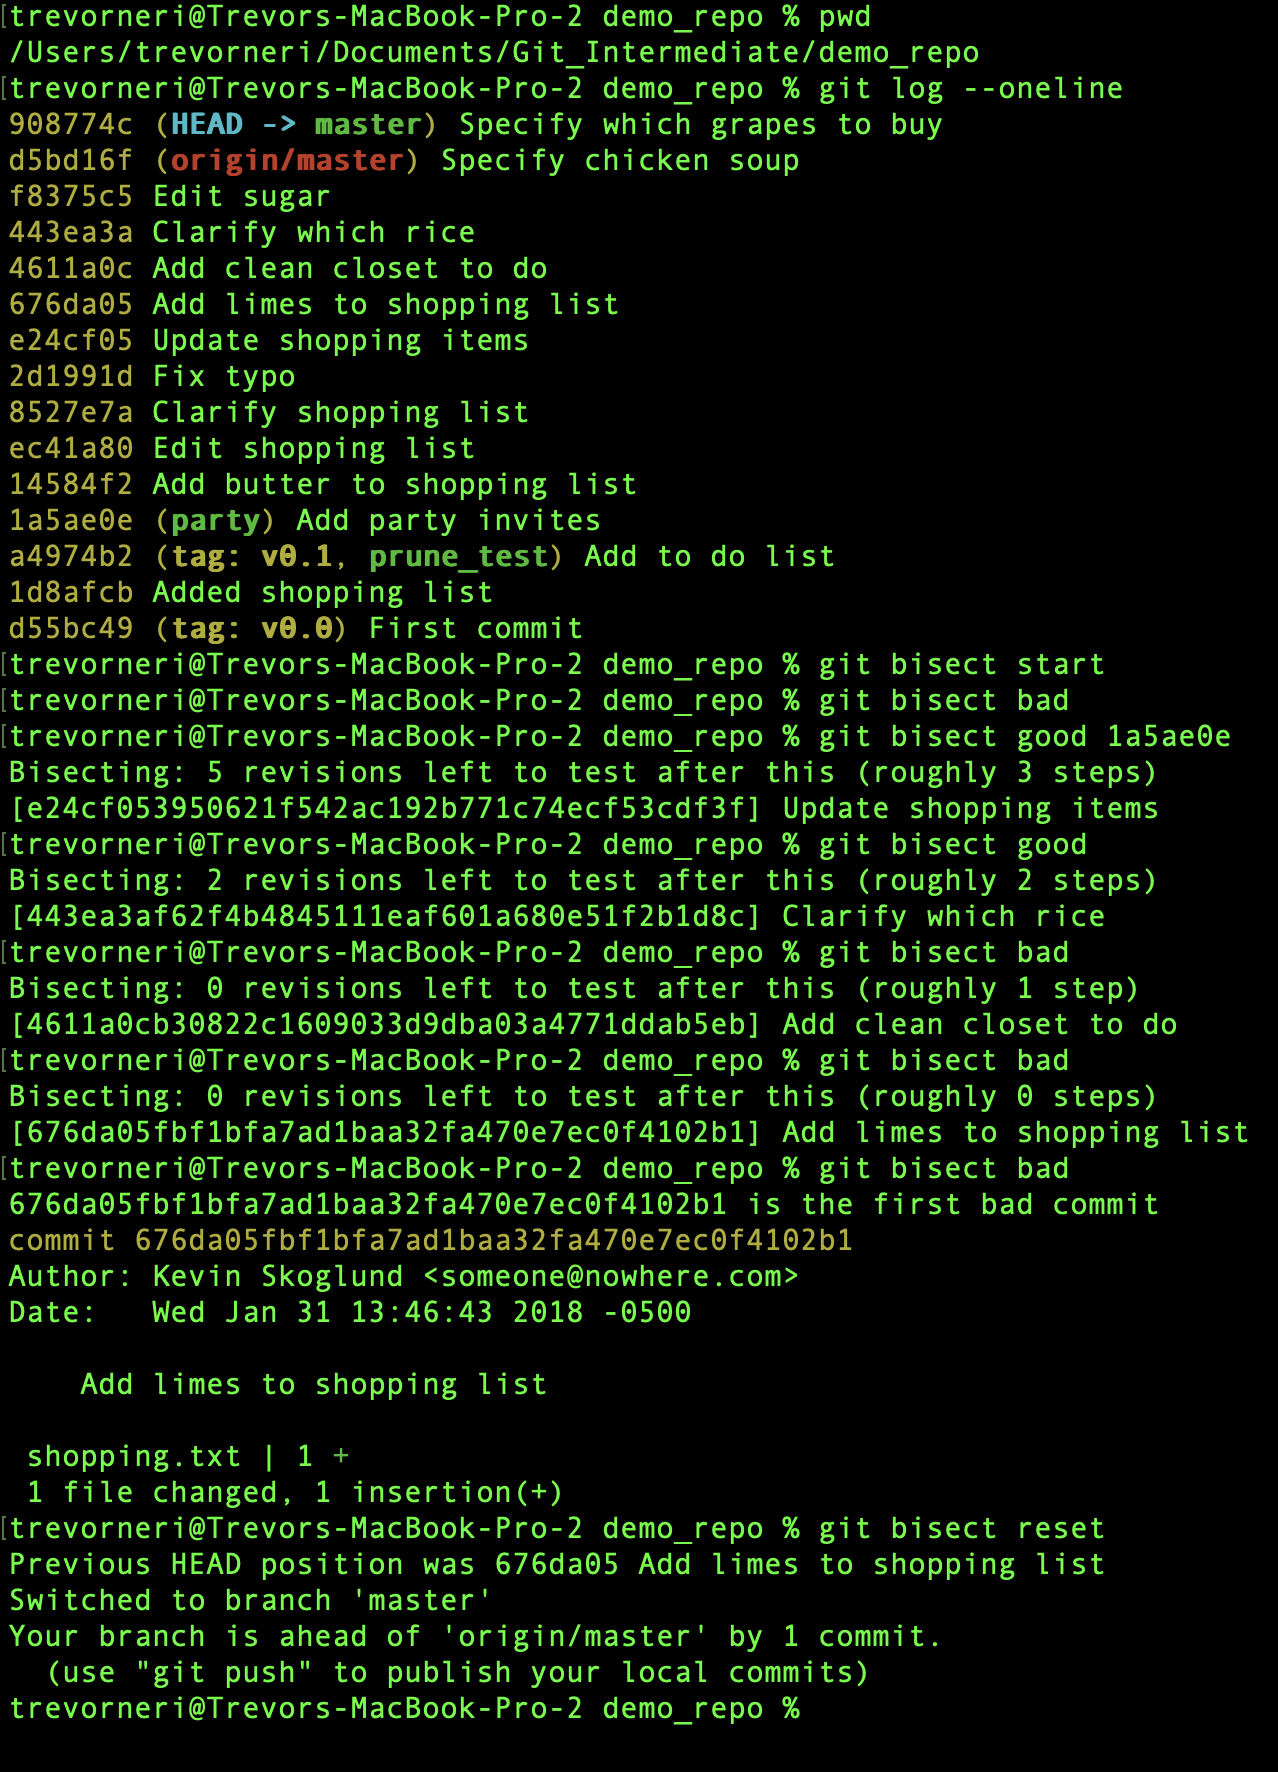 [trevorneri@Trevors-MacBook-Pro-2 demo_repo % pwd
/Users/trevorneri/Documents/Git_Intermediate/demo_repo
[trevorneri@Trevors-MacBook-Pro-2 demo_repo % git log --oneline
908774c (HEAD -> master) Specify which grapes to buy
d5bd16f (origin/master) Specify chicken soup
f8375c5 Edit sugar
443ea3a Clarify which rice
4611a0c Add clean closet to do
676da05 Add limes to shopping list
e24cf05 Update shopping items
2d1991d Fix typo
8527e7a Clarify shopping list
ec41a80 Edit shopping list
14584f2 Add butter to shopping list
1a5ae0e (party) Add party invites
a4974b2 (tag: v0.1, prune_test) Add to do list
1d8afcb Added shopping list
d55bc49 (tag: v0.0) First commit
[trevorneri@Trevors-MacBook-Pro-2 demo_repo % git bisect start
[trevorneri@Trevors-MacBook-Pro-2 demo_repo % git bisect bad
[trevorneri@Trevors-MacBook-Pro-2 demo_repo % git bisect good 1a5ae0e
Bisecting: 5 revisions left to test after this (roughly 3 steps)
[e24cf053950621f542ac192b771c74ecf53cdf3f] Update shopping items
[trevorneri@Trevors-MacBook-Pro-2 demo_repo % git bisect good
Bisecting: 2 revisions left to test after this (roughly 2 steps)
[443ea3af62f4b4845111eaf601a680e51f2b1d8c] Clarify which rice
[trevorneri@Trevors-MacBook-Pro-2 demo_repo % git bisect bad
Bisecting: 0 revisions left to test after this (roughly 1 step)
[4611a0cb30822c1609033d9dba03a4771ddab5eb] Add clean closet to do
[trevorneri@Trevors-MacBook-Pro-2 demo_repo % git bisect bad
Bisecting: 0 revisions left to test after this (roughly 0 steps)
[676da05fbf1bfa7ad1baa32fa470e7ec0f4102b1] Add limes to shopping list
[trevorneri@Trevors-MacBook-Pro-2 demo_repo % git bisect bad
676da05fbf1bfa7ad1baa32fa470e7ec0f4102b1 is the first bad commit
commit 676da05fbf1bfa7ad1baa32fa470e7ec0f4102b1
Author: Kevin Skoglund <someone@nowhere.com>
Date:   Wed Jan 31 13:46:43 2018 -0500
    Add limes to shopping list
 shopping.txt | 1 +
 1 file changed, 1 insertion(+)
[trevorneri@Trevors-MacBook-Pro-2 demo_repo % git bisect reset
Previous HEAD position was 676da05 Add limes to shopping list
Switched to branch 'master'
Your branch is ahead of 'origin/master' by 1 commit.
  (use "git push" to publish your local commits)
trevorneri@Trevors-MacBook-Pro-2 demo_repo %